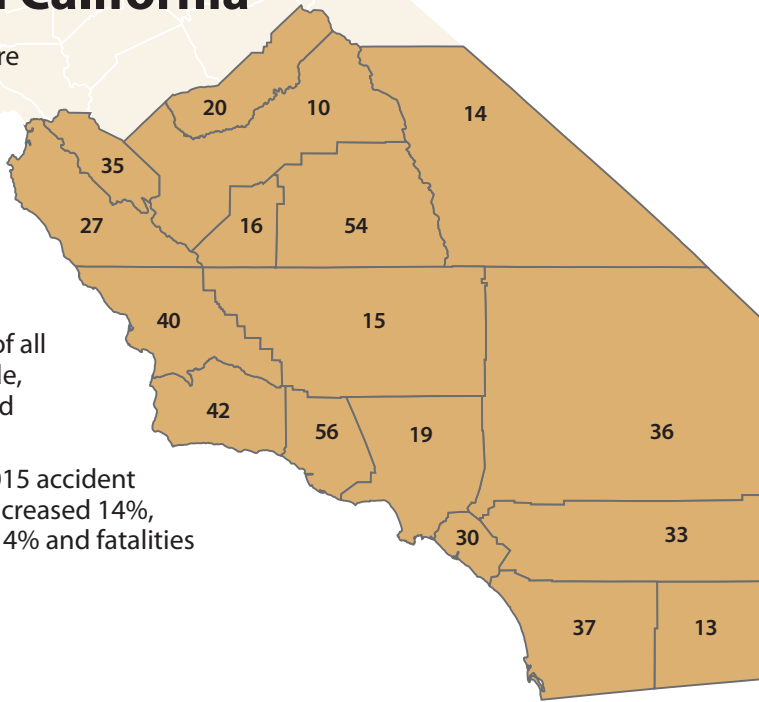 California
re
20
10
14
35
27
16
54
40
15
of all
le,
d
42
56
19
36
015 accident
creased 14%,
4% and fatalities
30
33
37
13